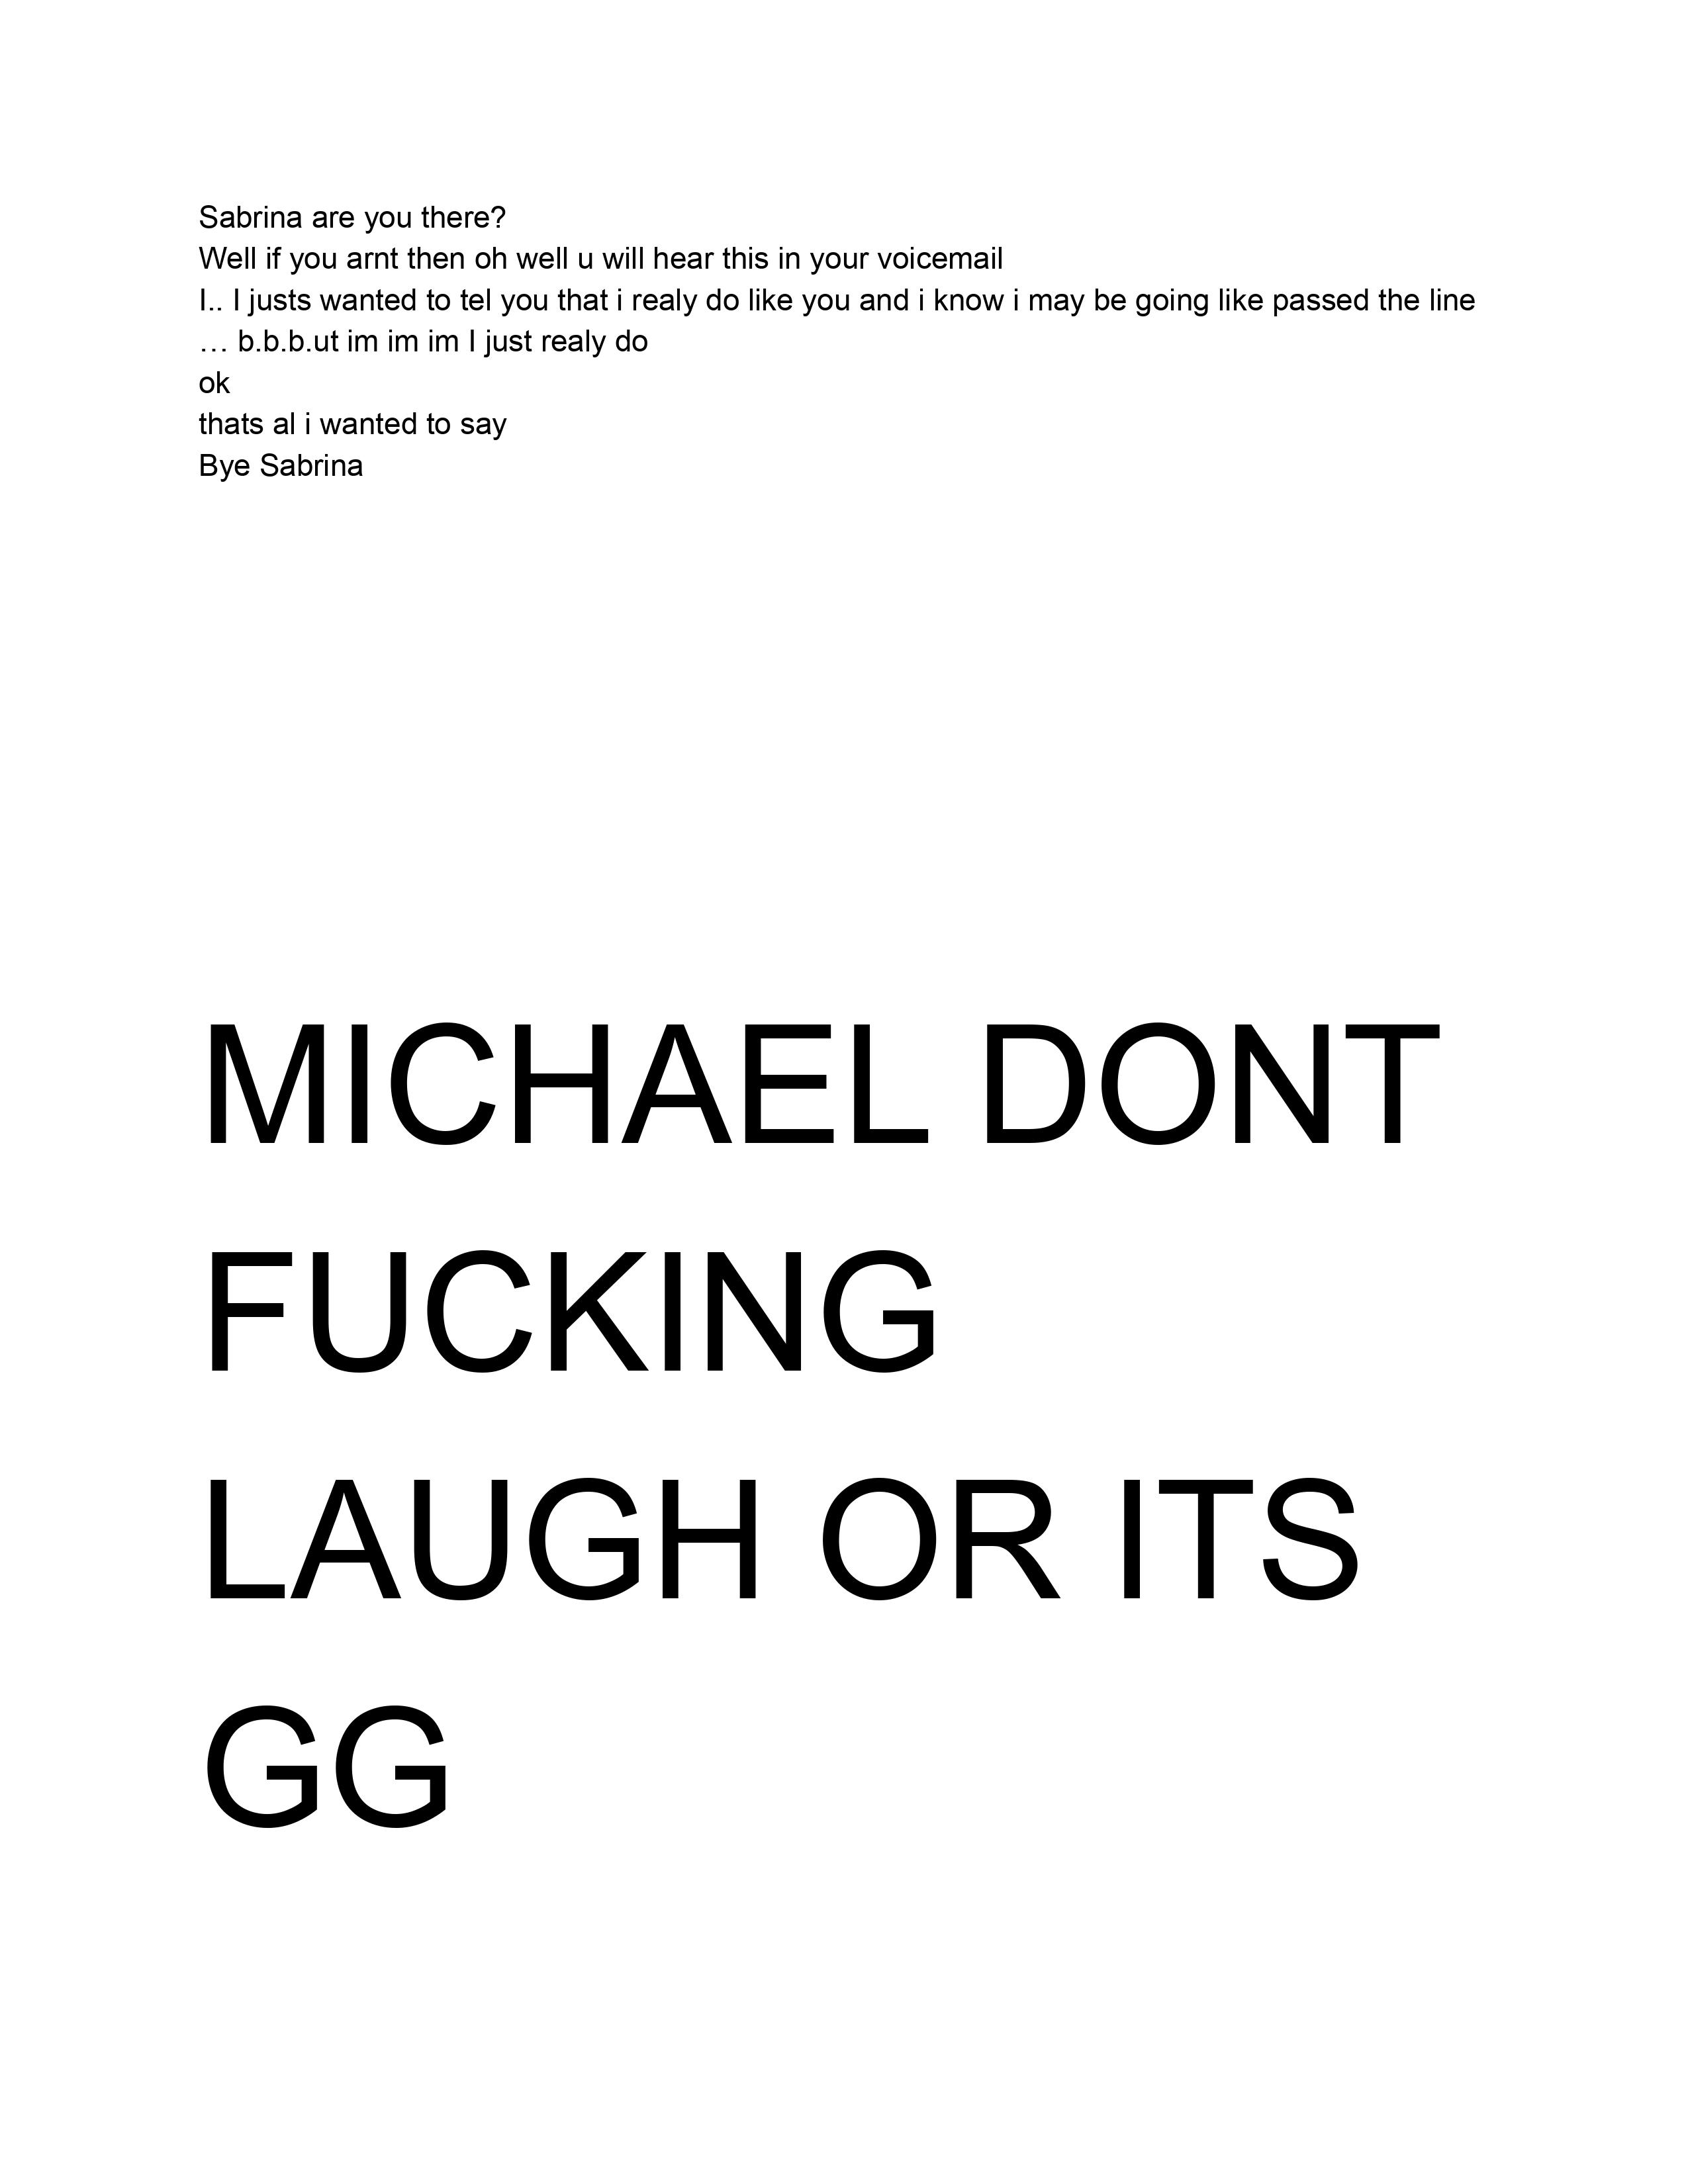 Sabrina are you there?
Well if you arnt then oh well u will hear this in your voicemail
I.. I justs wanted to tel you that i realy do like you and i know i may be going like passed the line
… b.b.b.ut im im im I just realy do
ok
thats al i wanted to say
Bye Sabrina
MICHAEL DONT
FUCKING
LAUGH OR ITS
GG